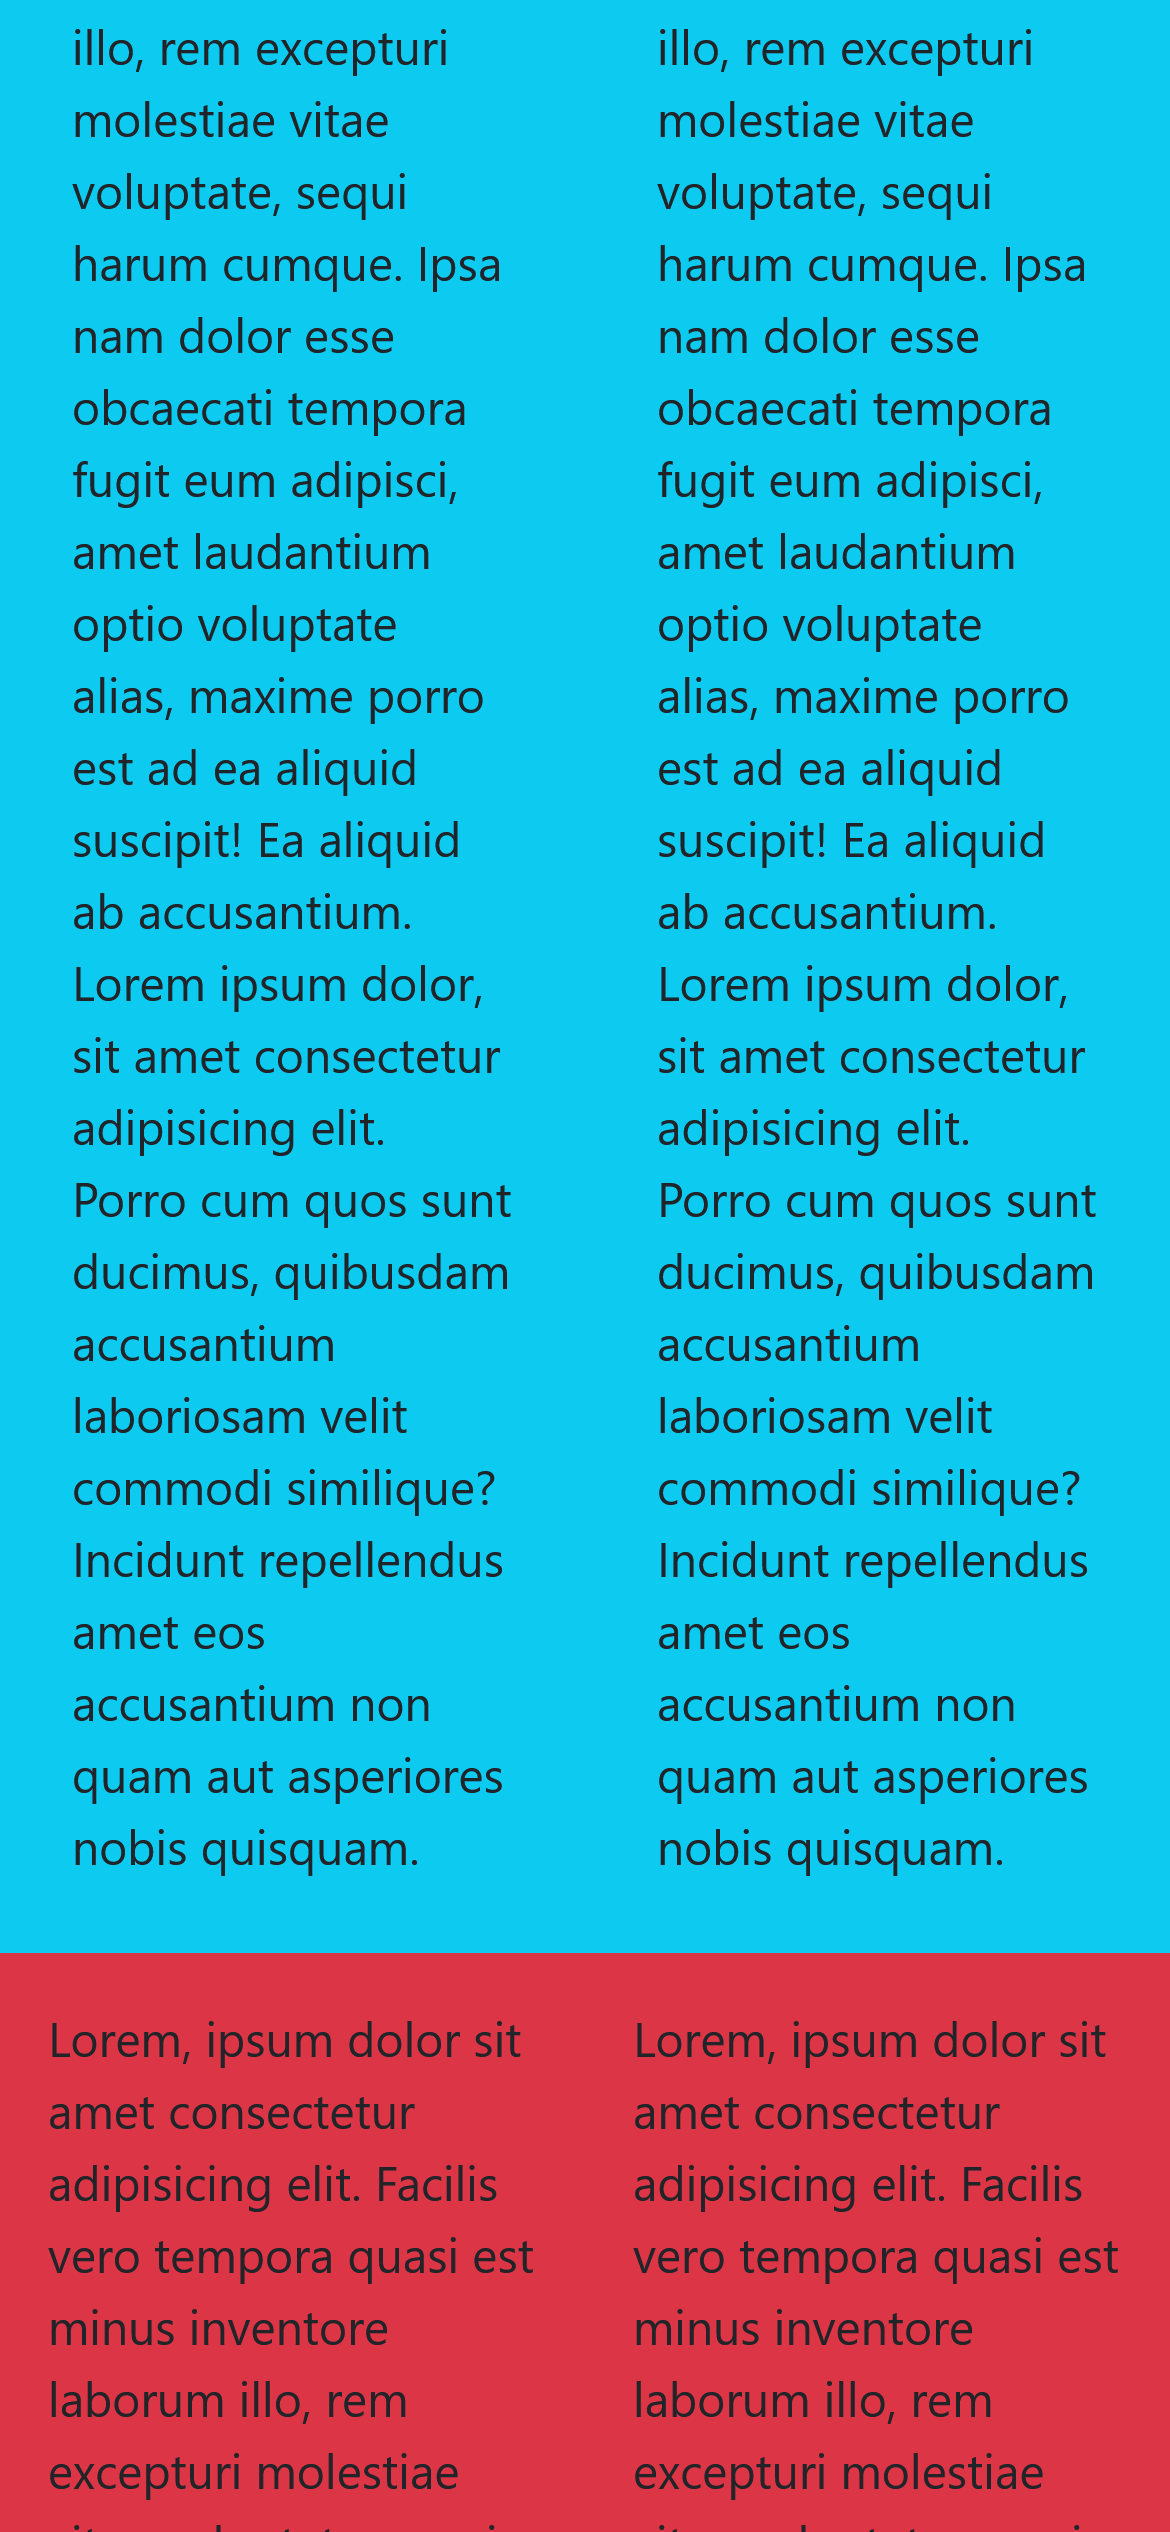 illo, rem excepturi
molestiae vitae
voluptate, sequi
harum cumque. Ipsa
nam dolor esse
obcaecati tempora
fugit eum adipisci,
amet laudantium
optio voluptate
alias, maxime porro
est ad ea aliquid
suscipit! Ea aliquid
ab accusantium.
Lorem ipsum dolor,
sit amet consectetur
adipisicing elit.
Porro cum quos sunt
ducimus, quibusdam
accusantium
laboriosam velit
commodi similique?
Incidunt repellendus
amet eos
accusantium non
quam aut asperiores
nobis quisquam.
illo, rem excepturi
molestiae vitae
voluptate, sequi
harum cumque. Ipsa
nam dolor esse
obcaecati tempora
fugit eum adipisci,
amet laudantium
optio voluptate
alias, maxime porro
est ad ea aliquid
suscipit! Ea aliquid
ab accusantium.
Lorem ipsum dolor,
sit amet consectetur
adipisicing elit.
Porro cum quos sunt
ducimus, quibusdam
accusantium
laboriosam velit
commodi similique?
Incidunt repellendus
amet eos
accusantium non
quam aut asperiores
nobis quisquam.
Lorem, ipsum dolor sit
amet consectetur
adipisicing elit. Facilis
vero tempora quasi est
minus inventore
laborum illo, rem
excepturi molestiae
Lorem, ipsum dolor sit
amet consectetur
adipisicing elit. Facilis
vero tempora quasi est
minus inventore
laborum illo, rem
excepturi molestiae